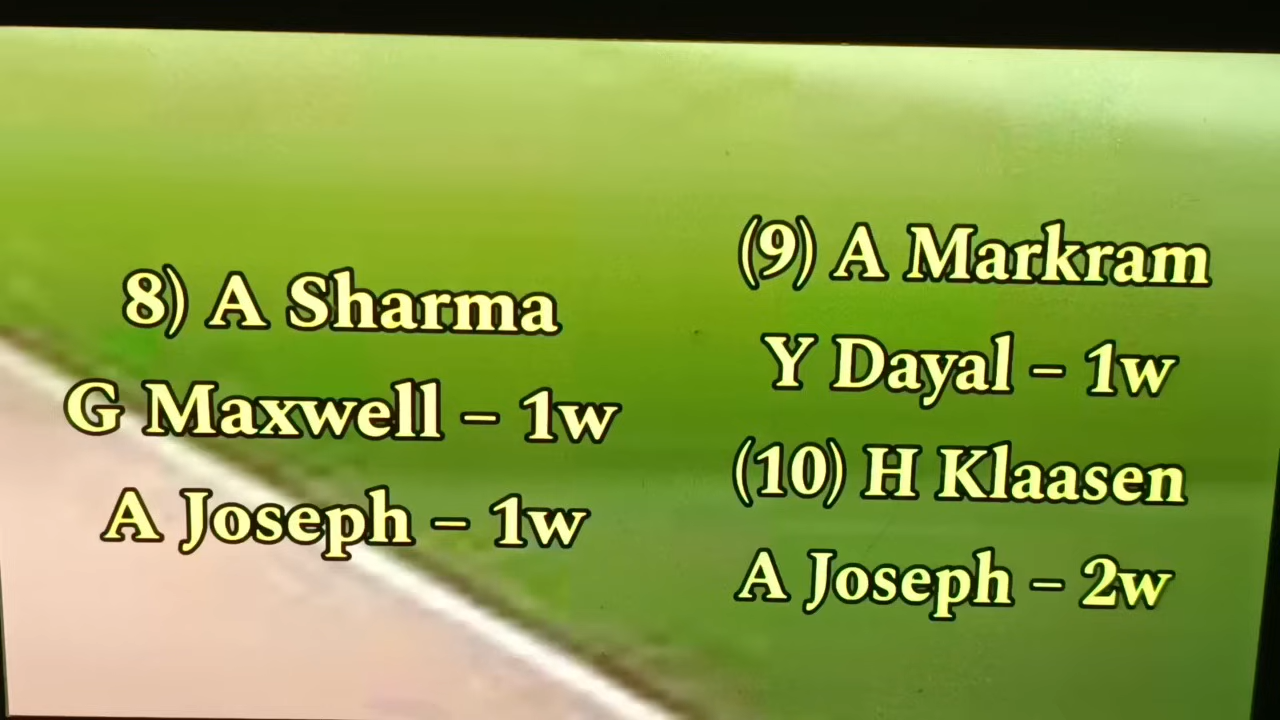 8) A Sharma
G Maxwell – 1w
A Joseph – 1w
(9) A Markram
Y Dayal – 1w
(10) H Klaasen
A Joseph – 2w